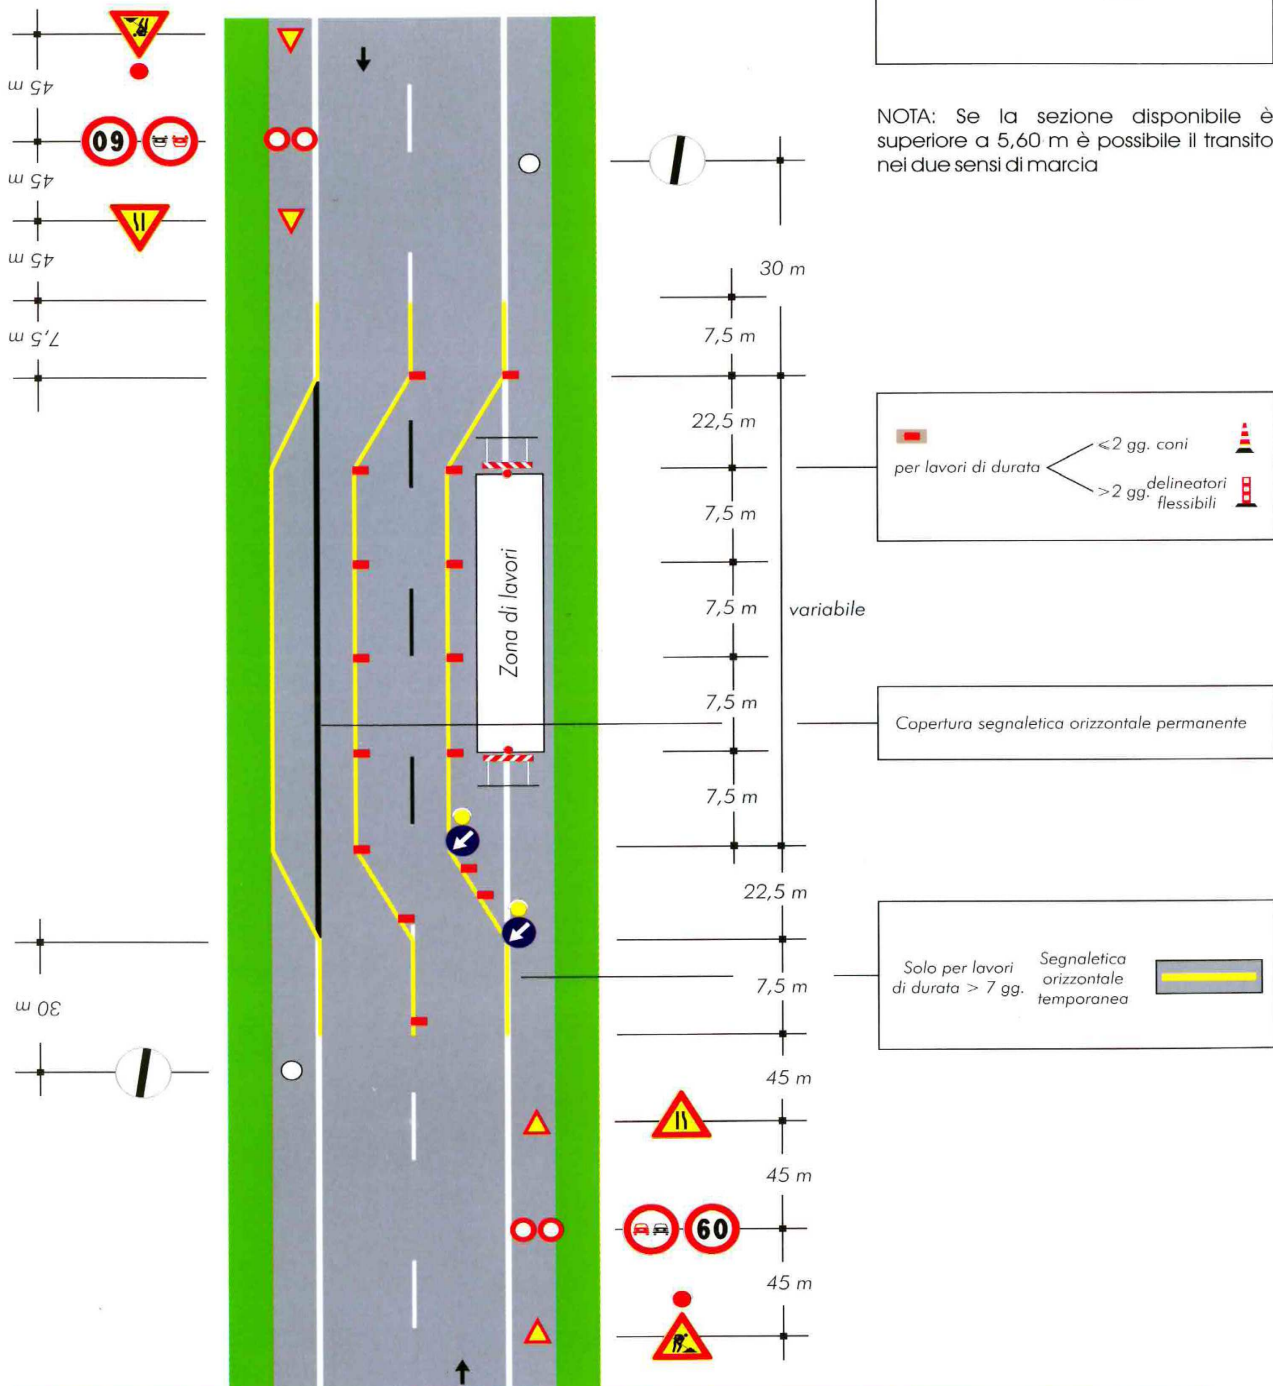 45 m
60
45 m
45 m
7,5 m
NOTA: Se la sezione disponibile è
superiore a 5,60 m è possibile il transito
nei due sensi di marcia
30 m
7,5 m
22,5 m
7,5 m
7,5 m
7,5 m
7,5 m
variabile
per lavori di durata
≤2 gg. coni
>2 gg. delineatori
flessibili
Zona di lavori
Copertura segnaletica orizzontale permanente
22,5 m
7,5 m
Solo per lavori
di durata > 7 gg.
Segnaletica
orizzontale
temporanea
30 m
45 m
45 m
60
45 m